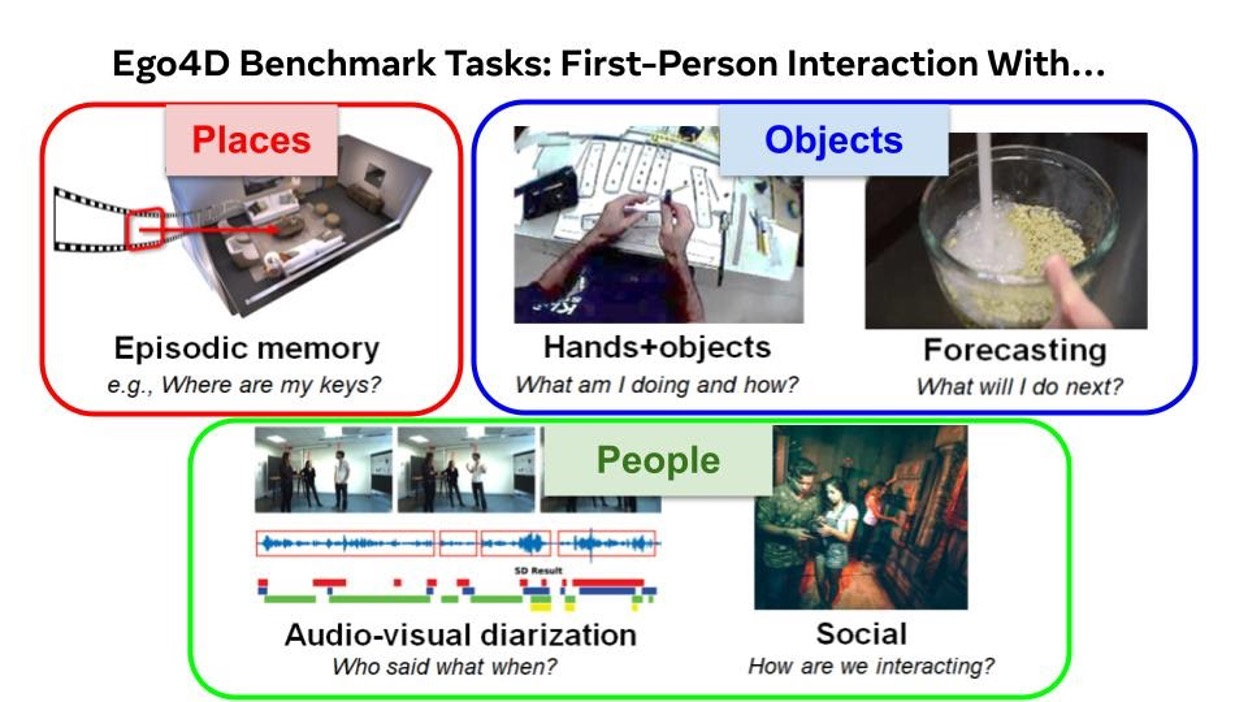 Ego4D Benchmark Tasks: First-Person Interaction With...
Places
Episodic memory
e.g., Where are my keys?
Objects
Hands+objects
What am I doing and how?
Forecasting
What will I do next?
People
SD Result
Audio-visual diarization
Who said what when?
Social
How are we interacting?